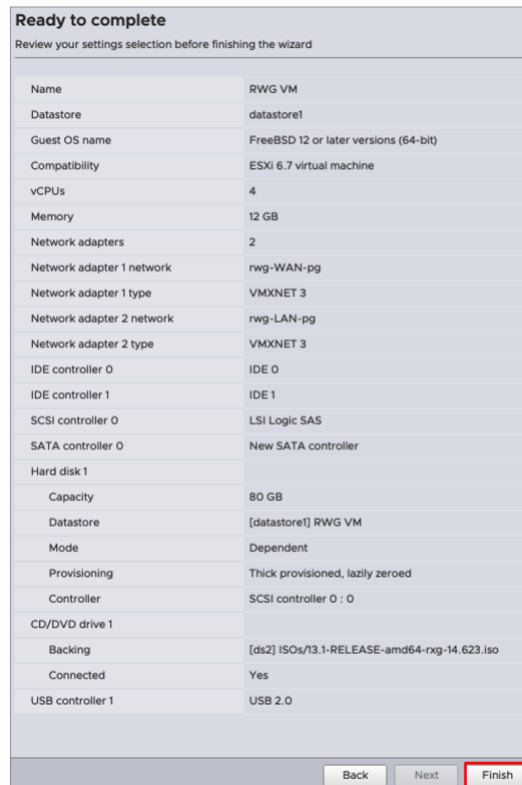 Ready to complete
Review your settings selection before finishing the wizard
Name RWG VM
Datastore datastore1
Guest OS name FreeBSD 12 or later versions (64-bit)
Compatibility ESXi 6.7 virtual machine
vCPUs 4
Memory 12 GB
Network adapters 2
Network adapter 1 network rwg-WAN-pg
Network adapter 1 type VMXNET 3
Network adapter 2 network rwg-LAN-pg
Network adapter 2 type VMXNET 3
IDE controller 0 IDE 0
IDE controller 1 IDE 1
SCSI controller 0 LSI Logic SAS
SATA controller 0 New SATA controller
Hard disk 1
Capacity 80 GB
Datastore [datastore1] RWG VM
Mode Dependent
Provisioning Thick provisioned, lazily zeroed
Controller SCSI controller 0 : 0
CD/DVD drive 1
Backing [ds2] ISOs/13.1-RELEASE-amd64-rxg-14.623.iso
Connected Yes
USB controller 1 USB 2.0
Back Next Finish